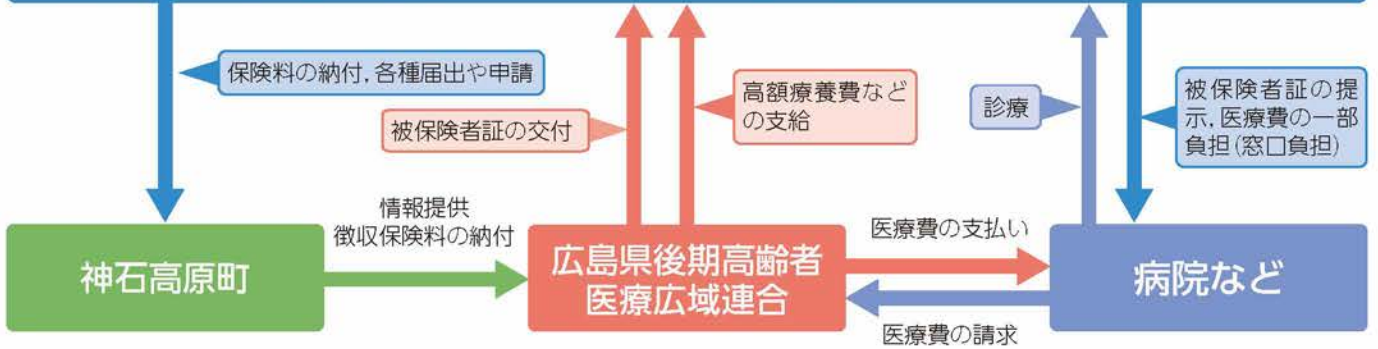 保険料の納付，各種届出や申請
被保険者証の交付
高額療養費など
の支給
診療
被保険者証の提
示，医療費の一部
負担（窓口負担）
神石高原町
情報提供
徴収保険料の納付
広島県後期高齢者
医療広域連合
医療費の支払い
医療費の請求
病院など